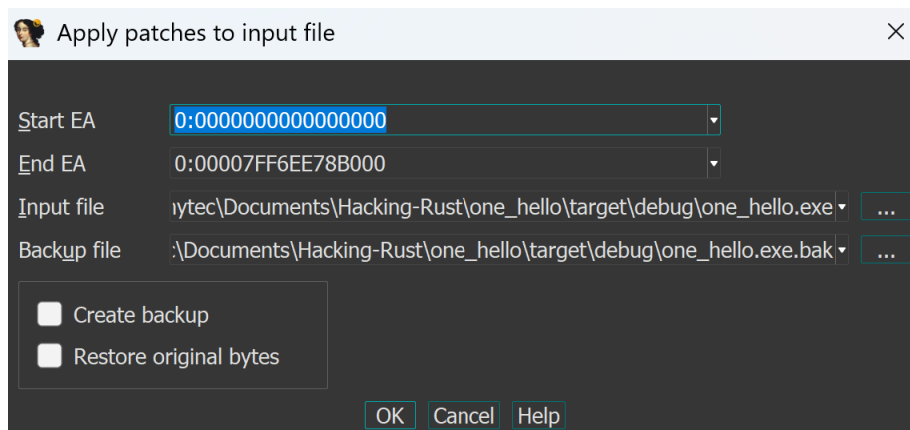 Apply patches to input file
Start EA 0:0000000000000000
End EA 0:00007FF6EE78B000
Input file ıytec\Documents\Hacking-Rust\one_hello\target\debug\one_hello.exe ...
Backup file :\Documents\Hacking-Rust\one_hello\target\debug\one_hello.exe.bak ...
Create backup
Restore original bytes
OK Cancel Help